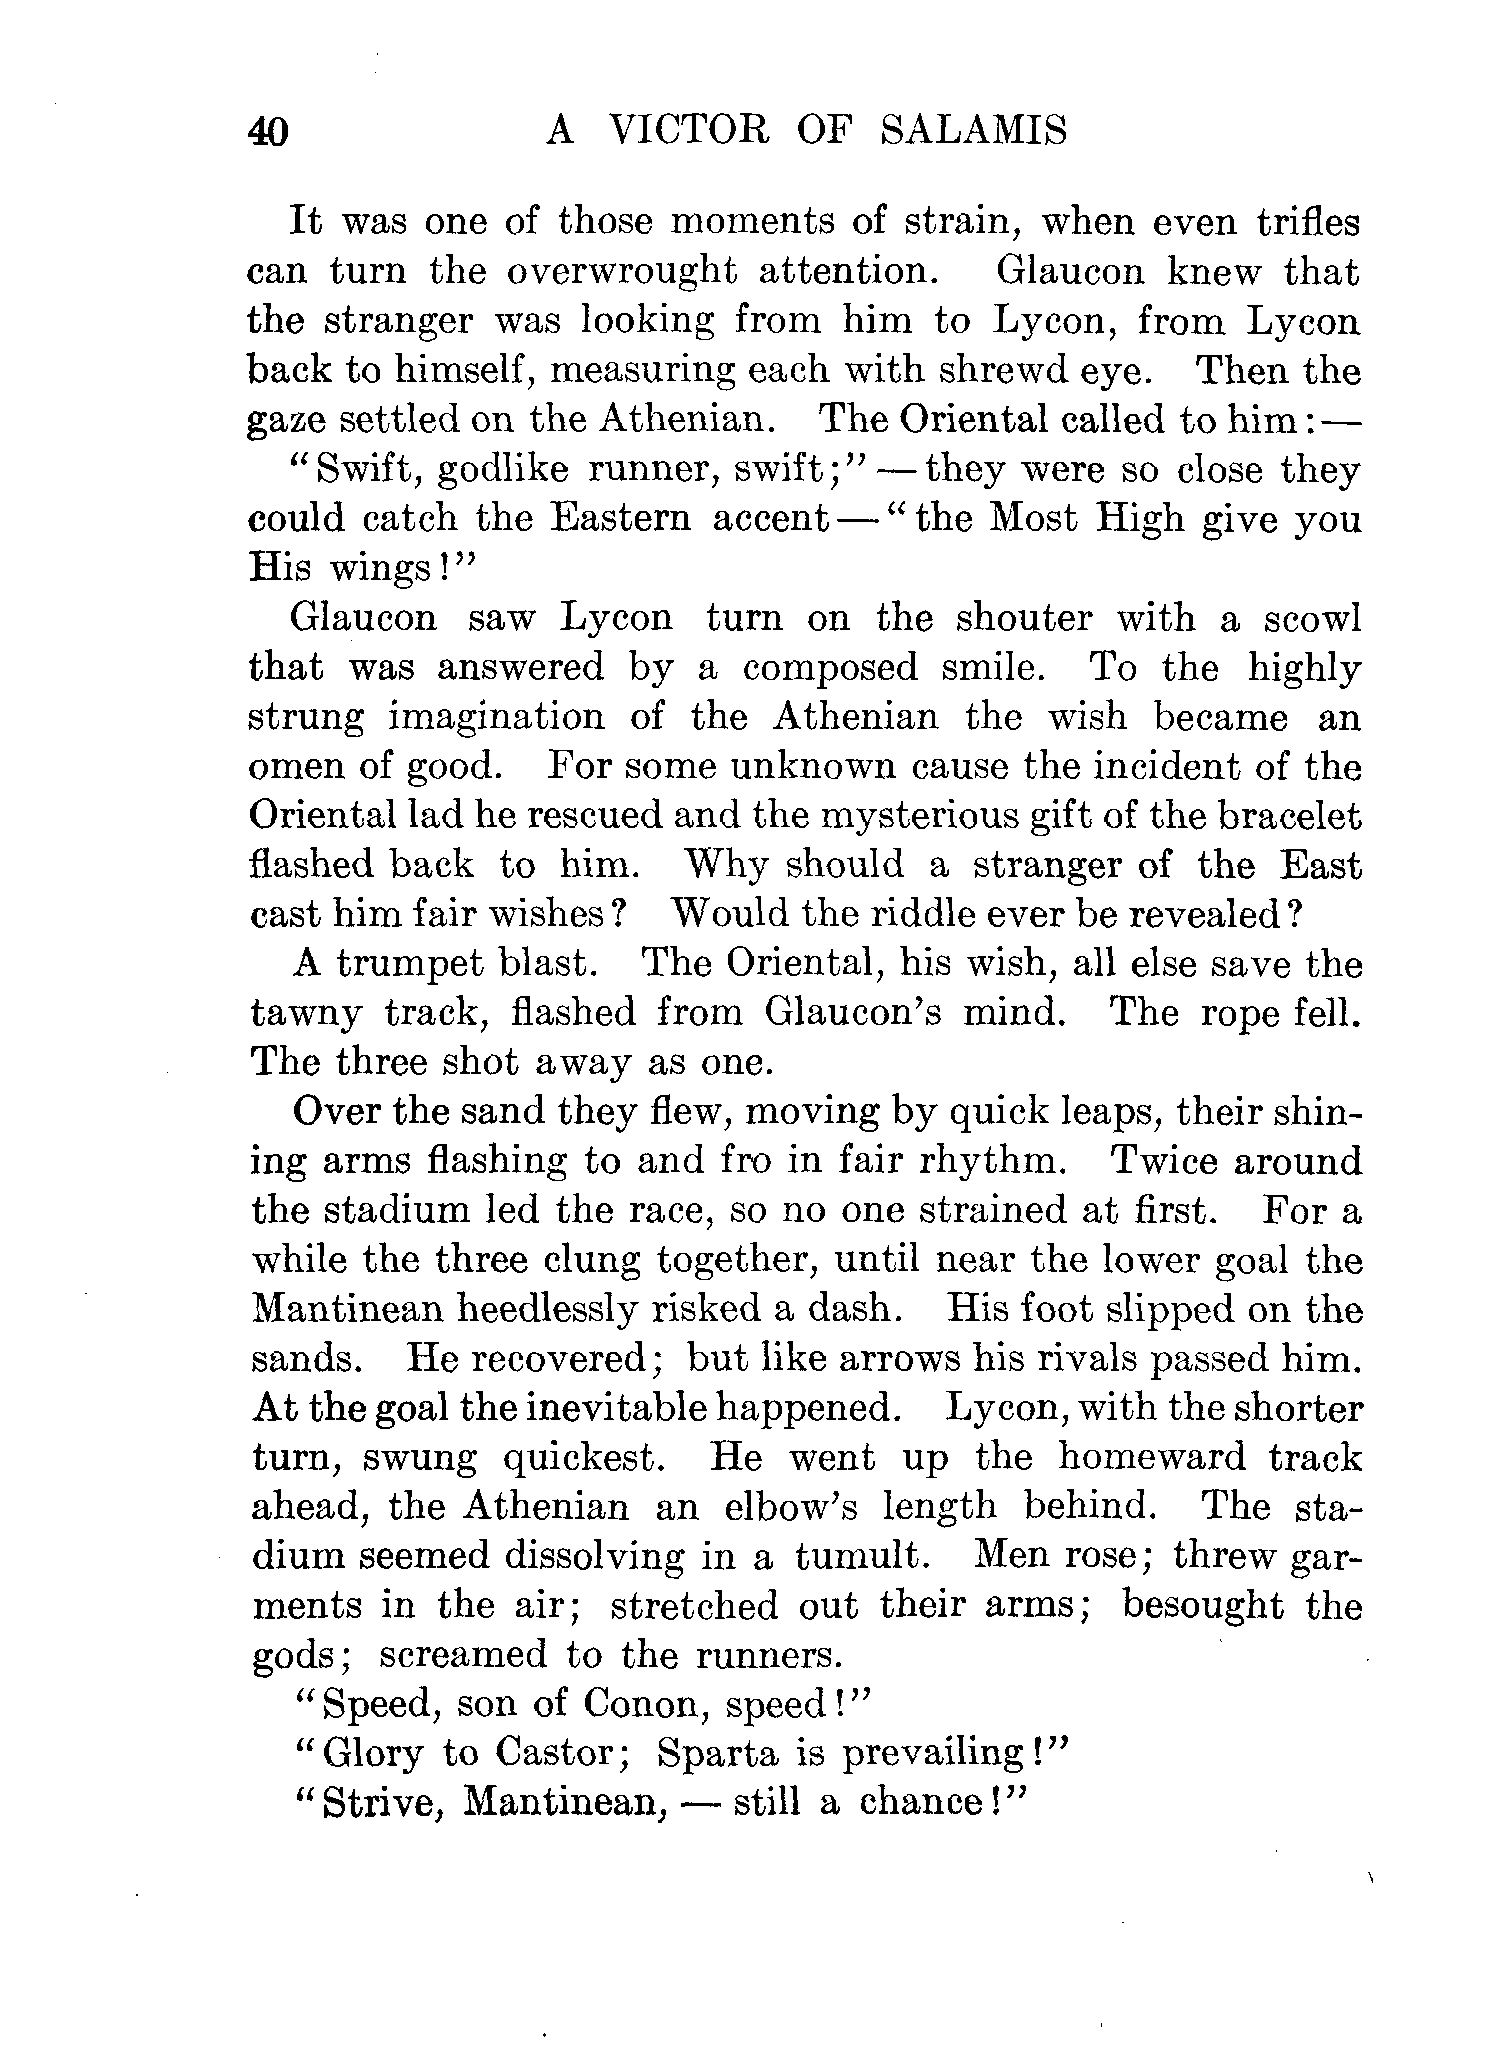 40 A VICTOR OF SALAMIS
It was one of those moments of strain, when even trifles
can turn the overwrought attention. Glaucon knew that
the stranger was looking from him to Lycon, from Lycon
back to himself, measuring each with shrewd eye. Then the
gaze settled on the Athenian. The Oriental called to him:—
"Swift, godlike runner, swift;" — they were so close they
could catch the Eastern accent — "the Most High give you
His wings!"
Glaucon saw Lycon turn on the shouter with a scowl
that was answered by a composed smile. To the highly
strung imagination of the Athenian the wish became an
omen of good. For some unknown cause the incident of the
Oriental lad he rescued and the mysterious gift of the bracelet
flashed back to him. Why should a stranger of the East
cast him fair wishes? Would the riddle ever be revealed?
A trumpet blast. The Oriental, his wish, all else save the
tawny track, flashed from Glaucon's mind. The rope fell.
The three shot away as one.
Over the sand they flew, moving by quick leaps, their shin-
ing arms flashing to and fro in fair rhythm. Twice around
the stadium led the race, so no one strained at first. For a
while the three clung together, until near the lower goal the
Mantinean heedlessly risked a dash. His foot slipped on the
sands. He recovered; but like arrows his rivals passed him.
At the goal the inevitable happened. Lycon, with the shorter
turn, swung quickest. He went up the homeward track
ahead, the Athenian an elbow's length behind. The sta-
dium seemed dissolving in a tumult. Men rose; threw gar-
ments in the air; stretched out their arms; besought the
gods; screamed to the runners.
"Speed, son of Conon, speed!"
"Glory to Castor; Sparta is prevailing!"
"Strive, Mantinean, — still a chance!"